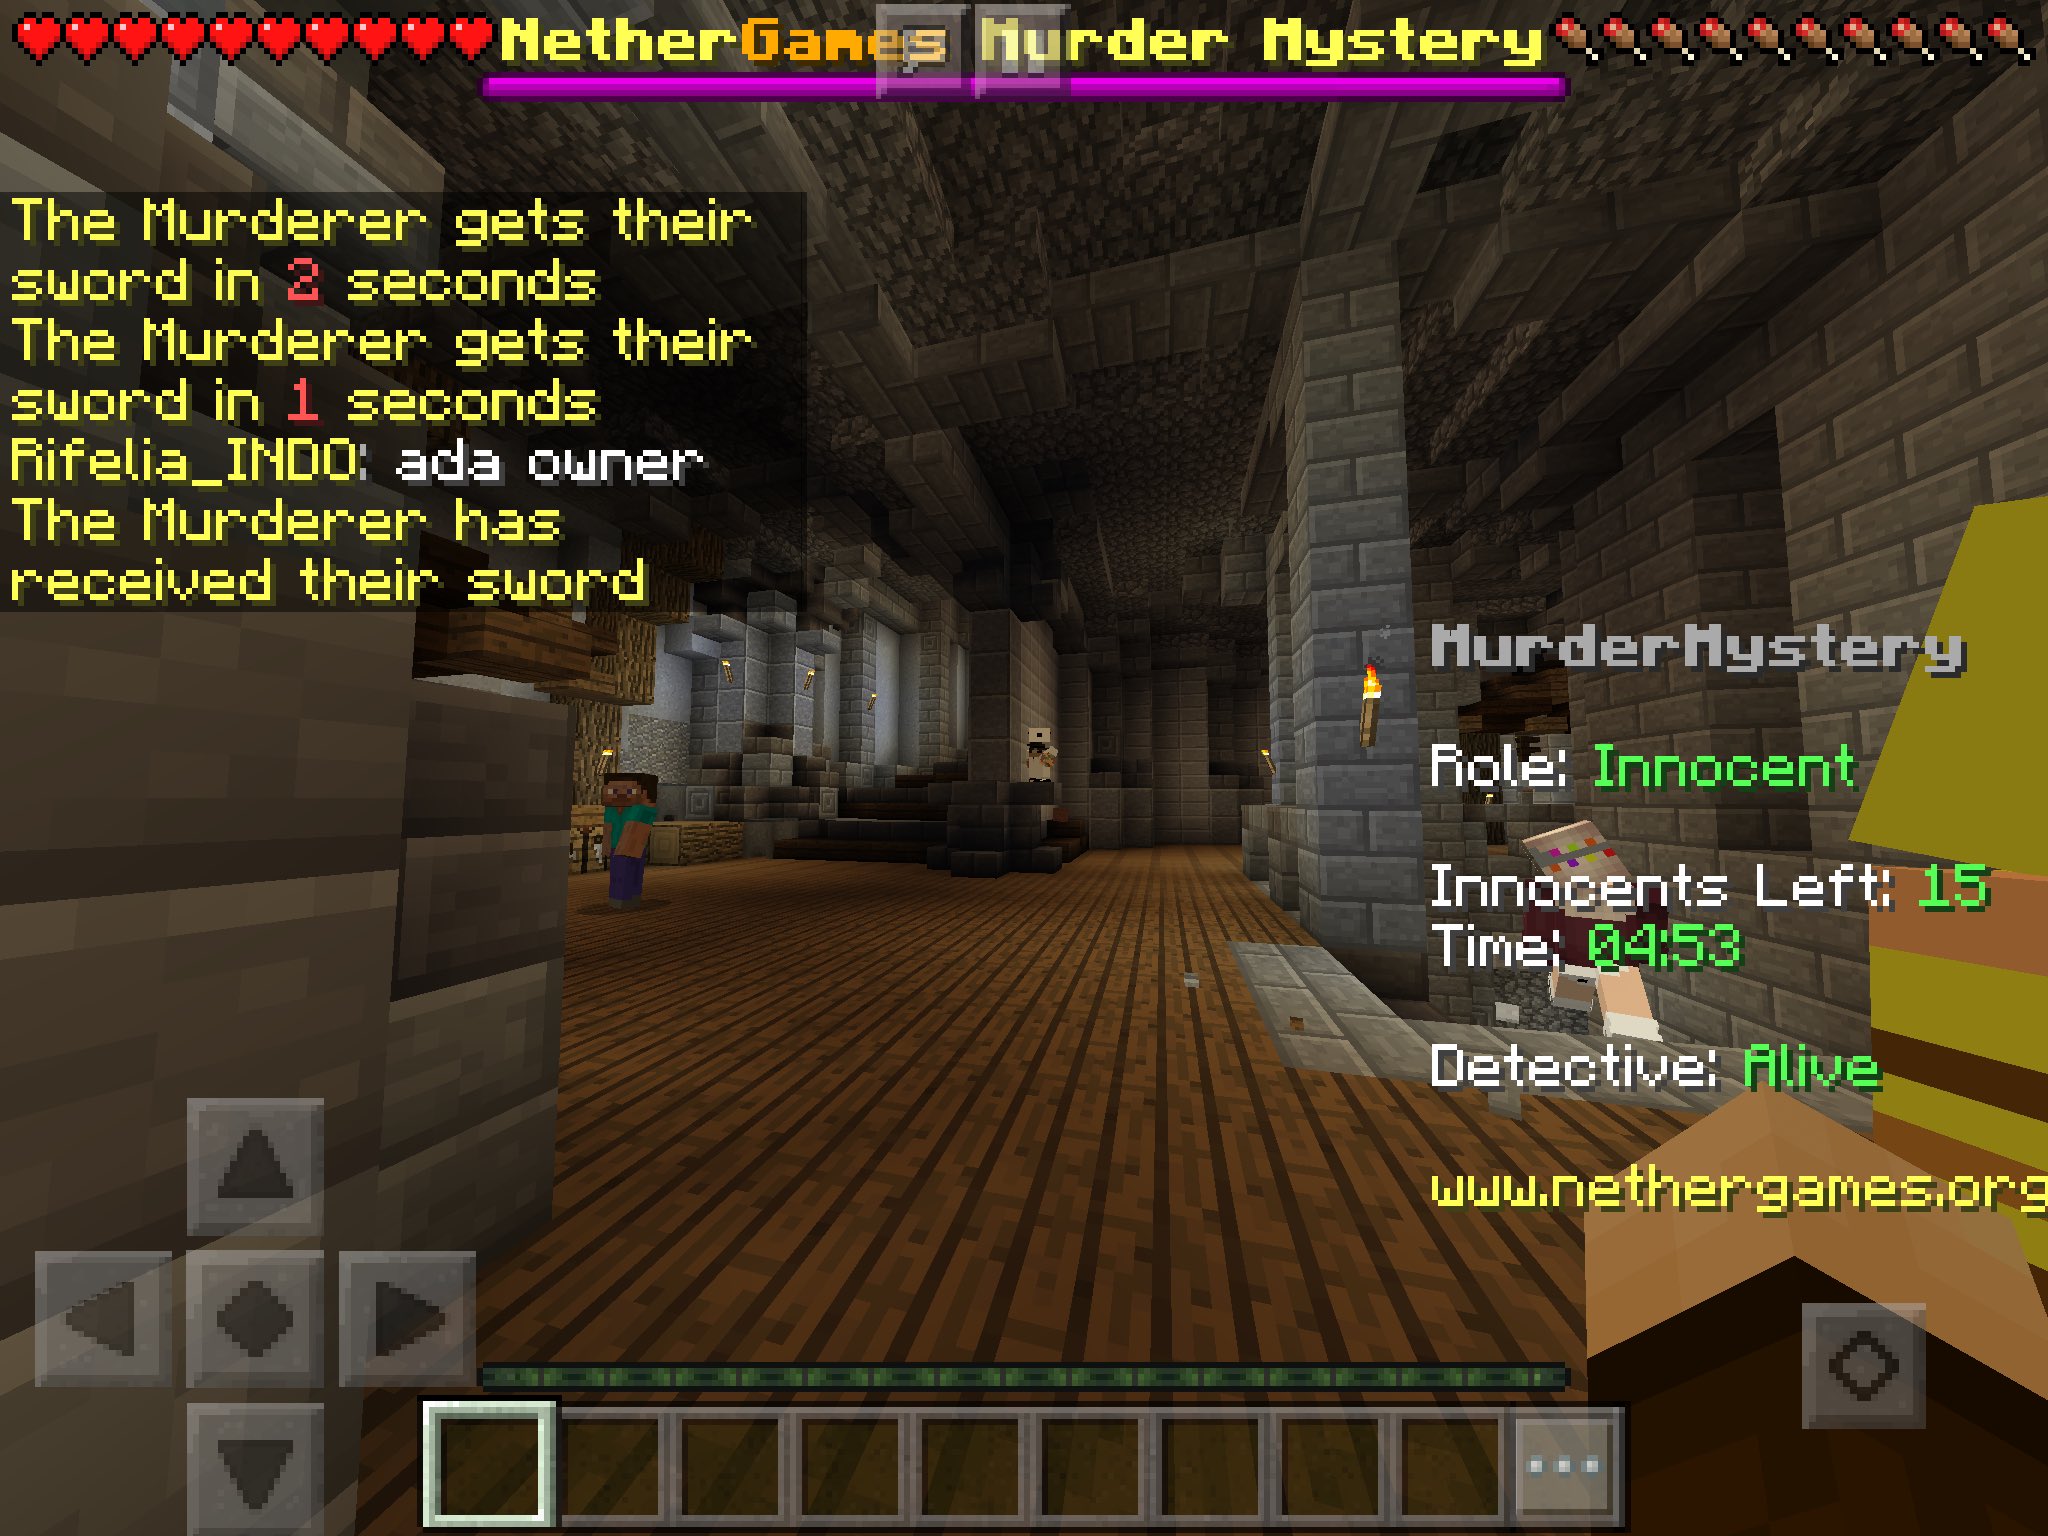 NetherGames Murder Mystery
The Murderer gets their
sword in 2 seconds
The Murderer gets their
sword in 1 seconds
Rifelia_INDO: ada owner
The Murderer has
received their sword
MurderMystery
Role: Innocent
Innocents Left: 15
Time: 04:53
Detective: Alive
www.nethergames.org